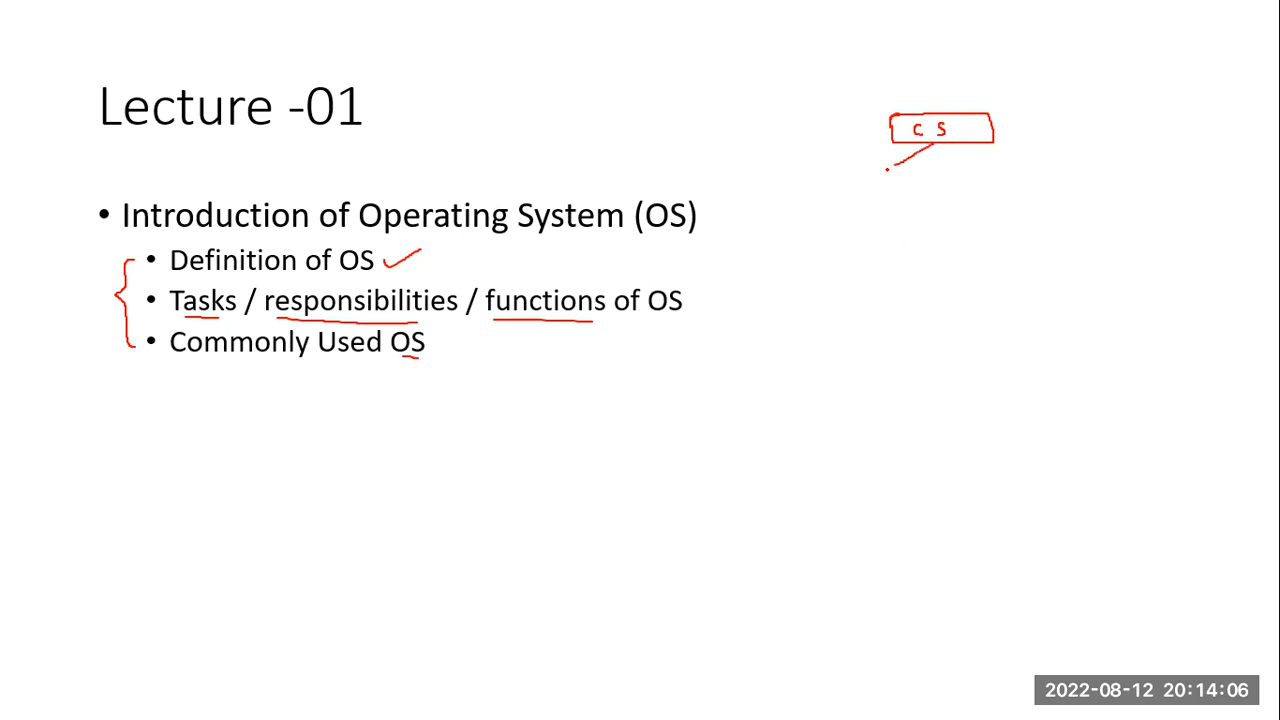 Lecture -01
C S
• Introduction of Operating System (OS)
• Definition of OS
• Tasks / responsibilities / functions of OS
• Commonly Used OS
2022-08-12 20:14:06